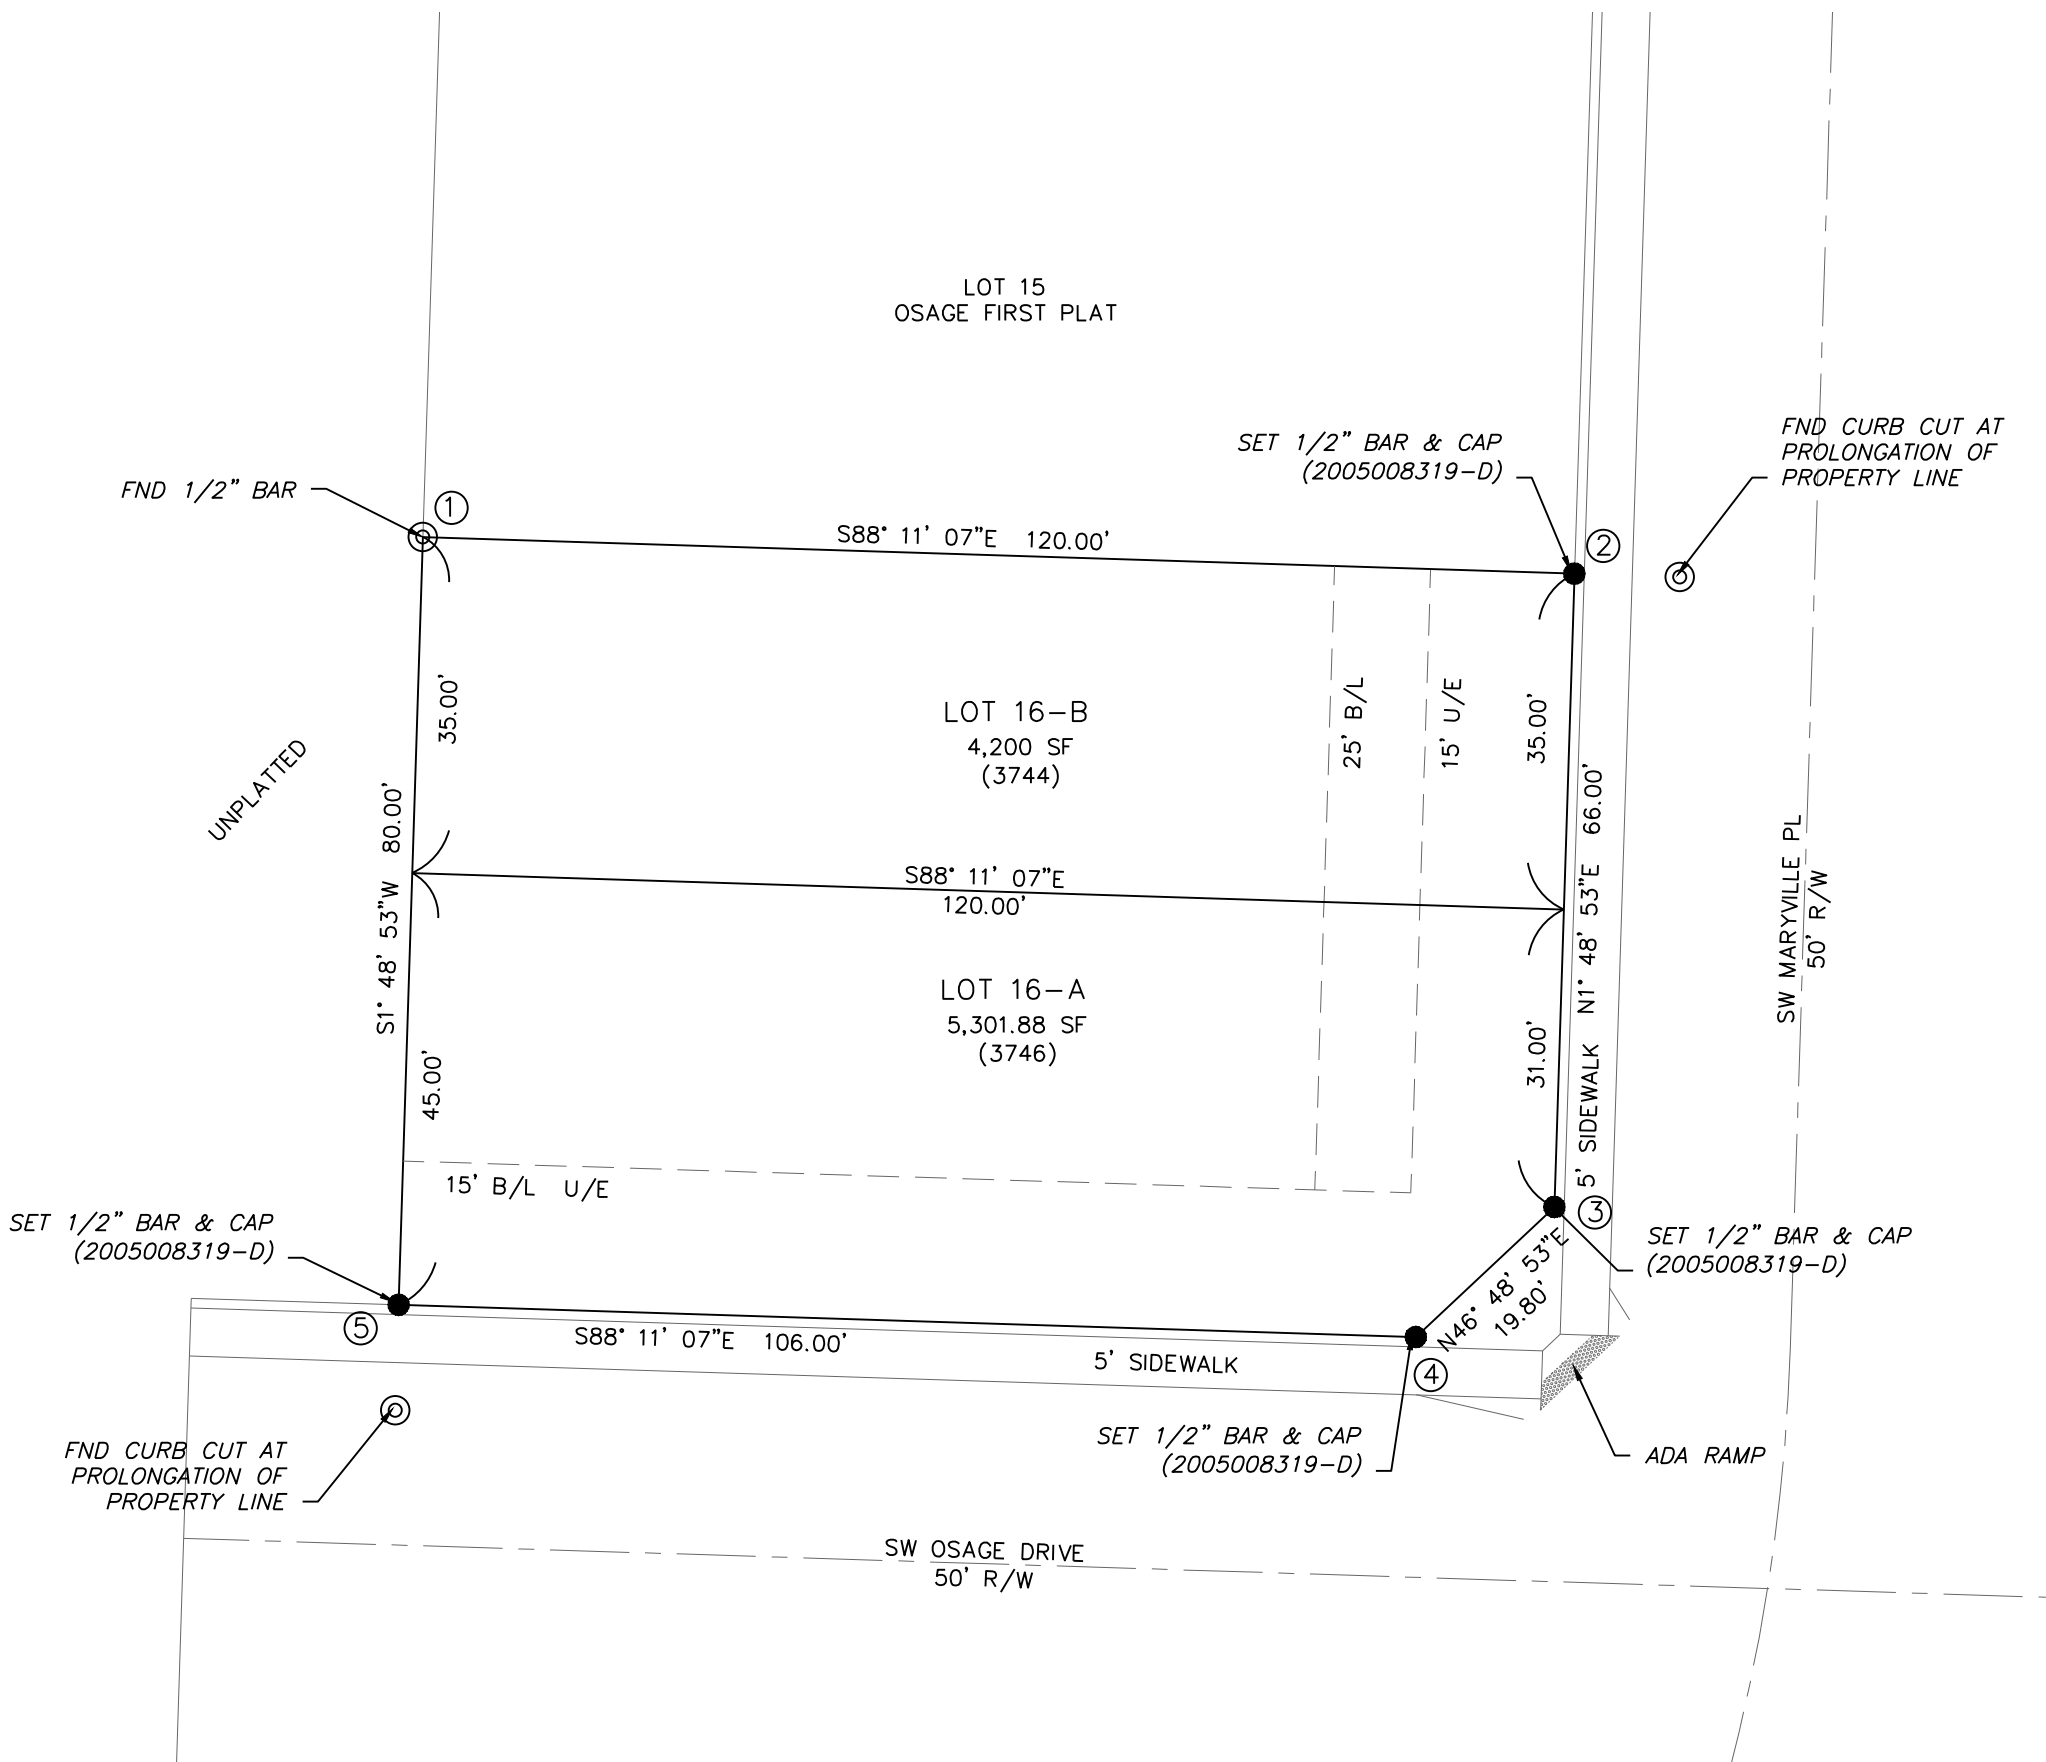 LOT 15
OSAGE FIRST PLAT
SET 1/2" BAR & CAP
(2005008319-D)
FND CURB CUT AT
PROLONGATION OF
PROPERTY LINE
FND 1/2" BAR
1
S88° 11' 07"E 120.00'
2
35.00'
LOT 16-B
4,200 SF
(3744)
25' B/L
15' U/E
35.00'
UNPLATTED
S1° 48' 53"W 80.00'
S88° 11' 07"E
120.00'
5' SIDEWALK N1° 48' 53"E 66.00'
SW MARYVILLE PL
50' R/W
LOT 16-A
5,301.88 SF
(3746)
45.00'
31.00'
15' B/L U/E
SET 1/2" BAR & CAP
(2005008319-D)
3
SET 1/2" BAR & CAP
(2005008319-D)
N46° 48' 53"E
19.80'
5
S88° 11' 07"E 106.00'
5' SIDEWALK
4
FND CURB CUT AT
PROLONGATION OF
PROPERTY LINE
SET 1/2" BAR & CAP
(2005008319-D)
ADA RAMP
SW OSAGE DRIVE
50' R/W